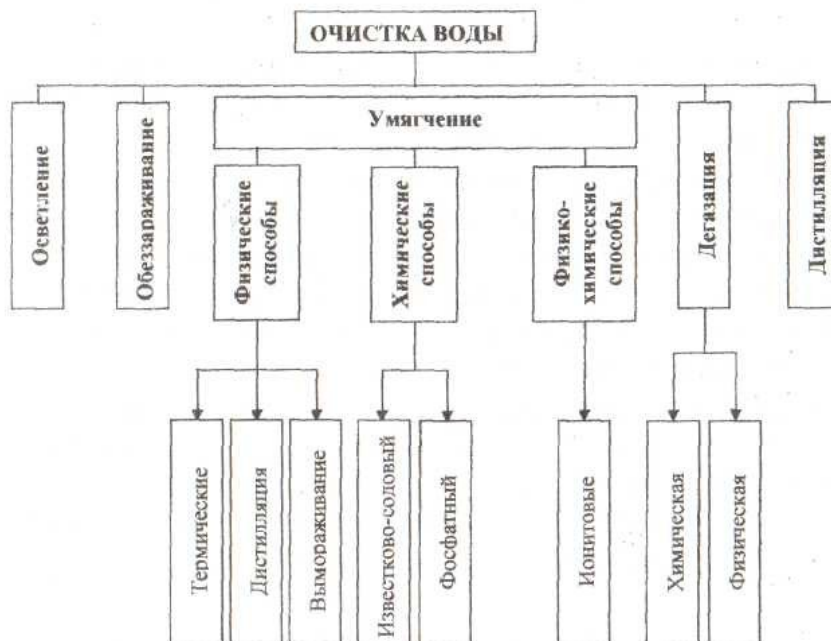 ОЧИСТКА ВОДЫ
Осветление
Обеззараживание
Умягчение
Физические
способы
Химические
способы
Физико-
химические
способы
Дегазация
Дистилляция
Термические
Дистилляция
Вымораживание
Известково-содовый
Фосфатный
Ионитовые
Химическая
Физическая